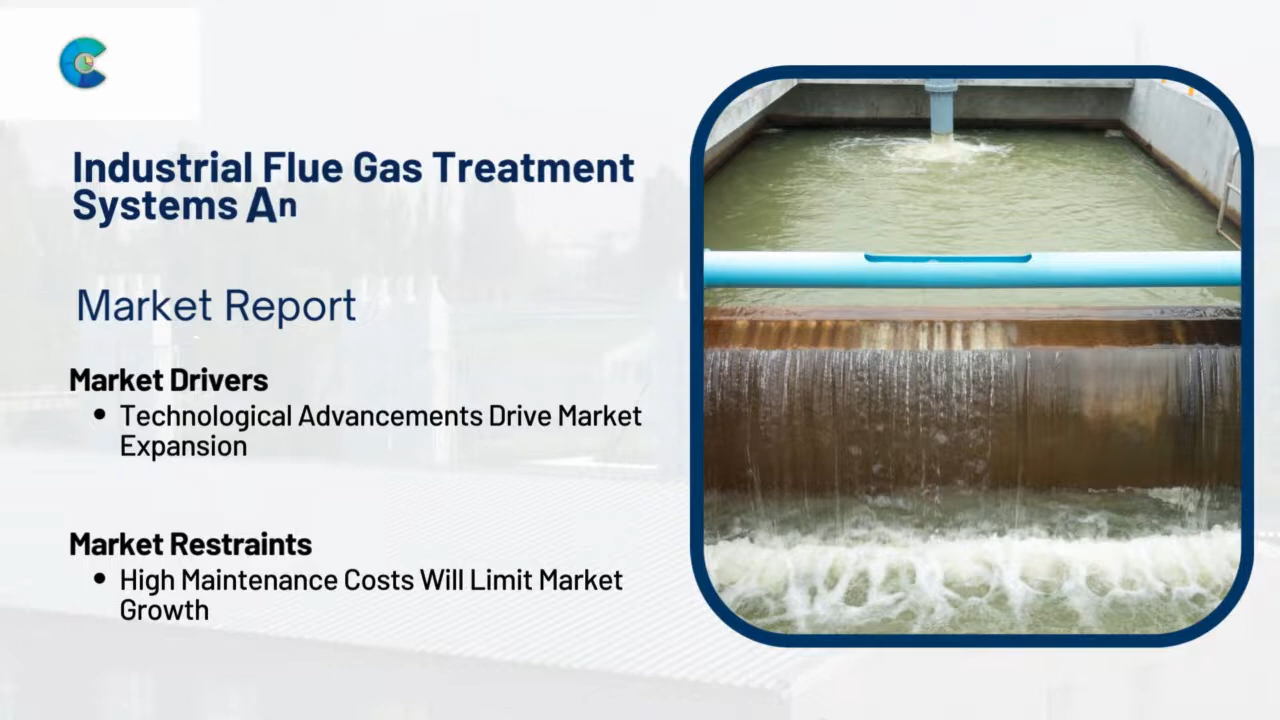 Industrial Flue Gas Treatment
Systems An
Market Report
Market Drivers
• Technological Advancements Drive Market
Expansion
Market Restraints
• High Maintenance Costs Will Limit Market
Growth